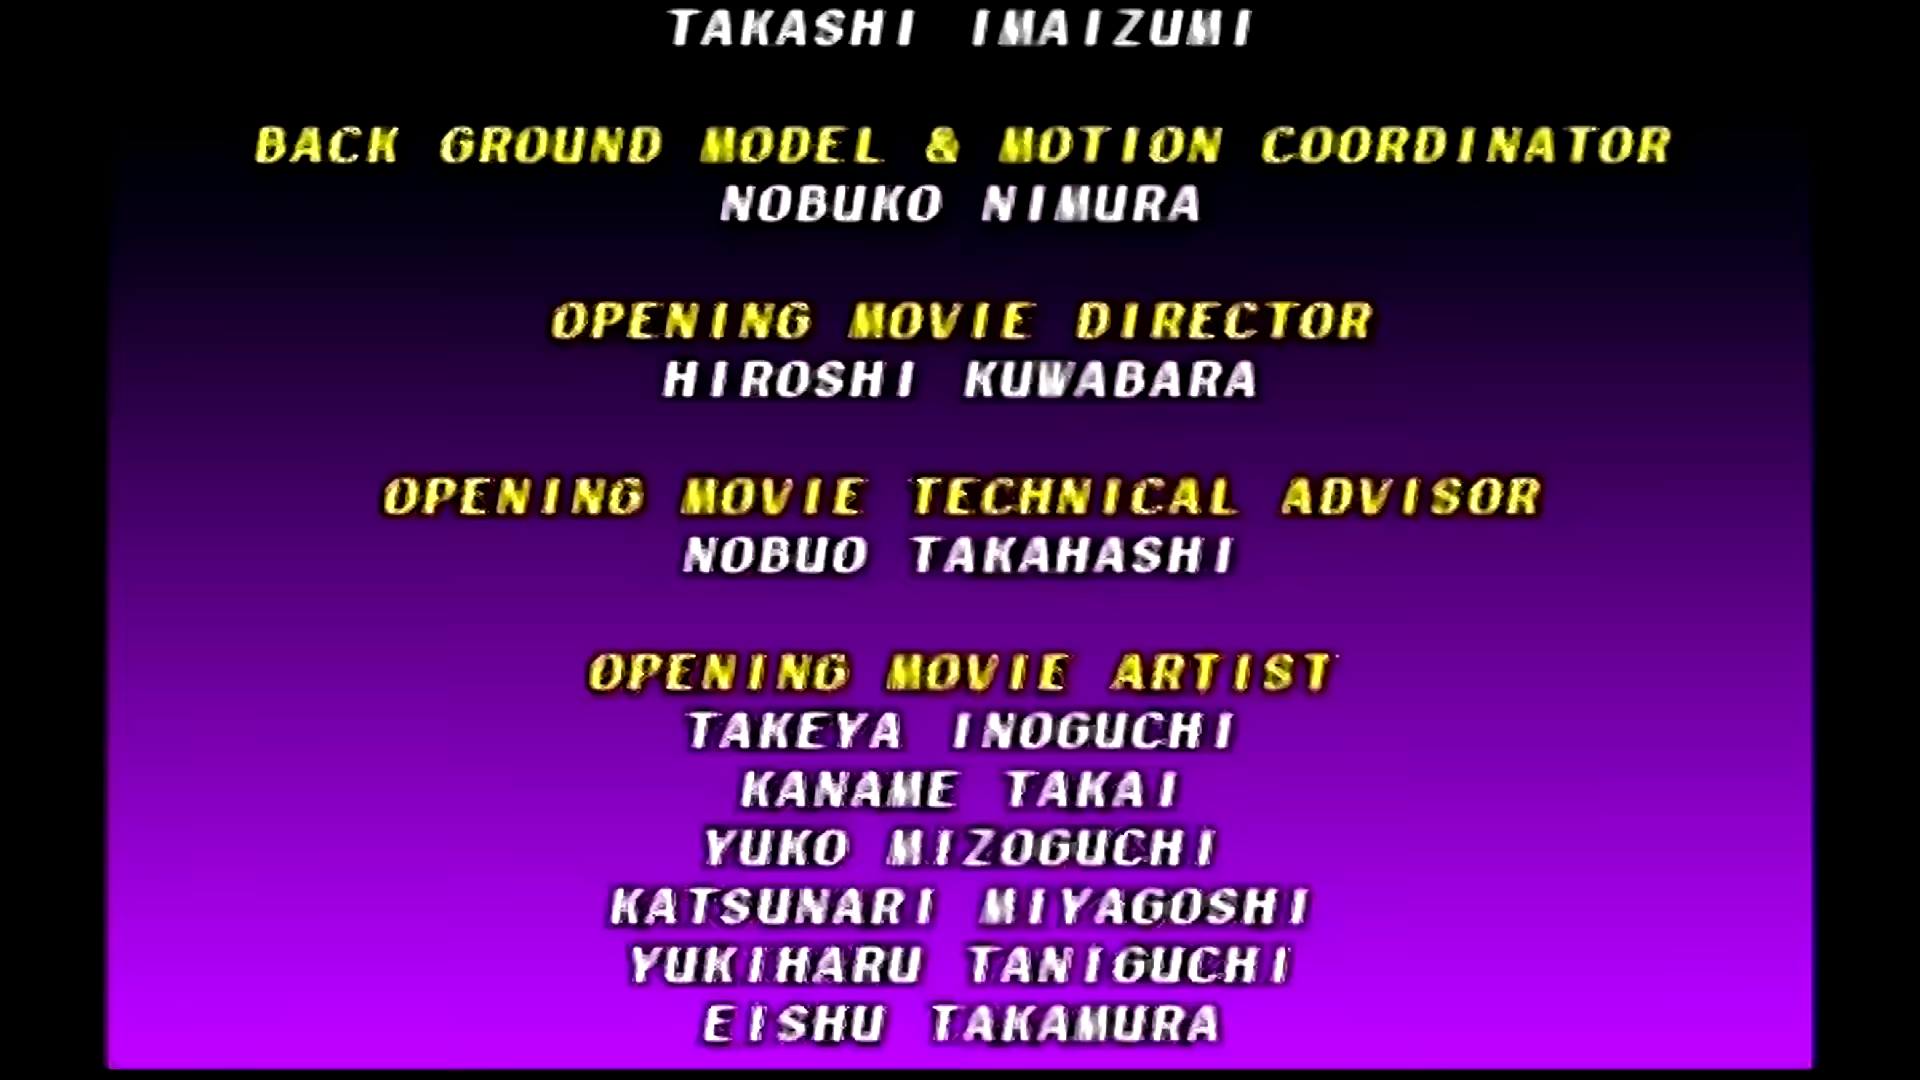 TAKASHI IMAIZUMI
BACK GROUND MODEL & MOTION COORDINATOR
NOBUKO NIMURA
OPENING MOVIE DIRECTOR
HIROSHI KUWABARA
OPENING MOVIE TECHNICAL ADVISOR
NOBUO TAKAHASHI
OPENING MOVIE ARTIST
TAKEYA INOGUCHI
KANAME TAKAI
YUKO MIZOGUCHI
KATSUNARI MIYAGOSHI
YUKIHARU TANIGUCHI
EISHU TAKAMURA